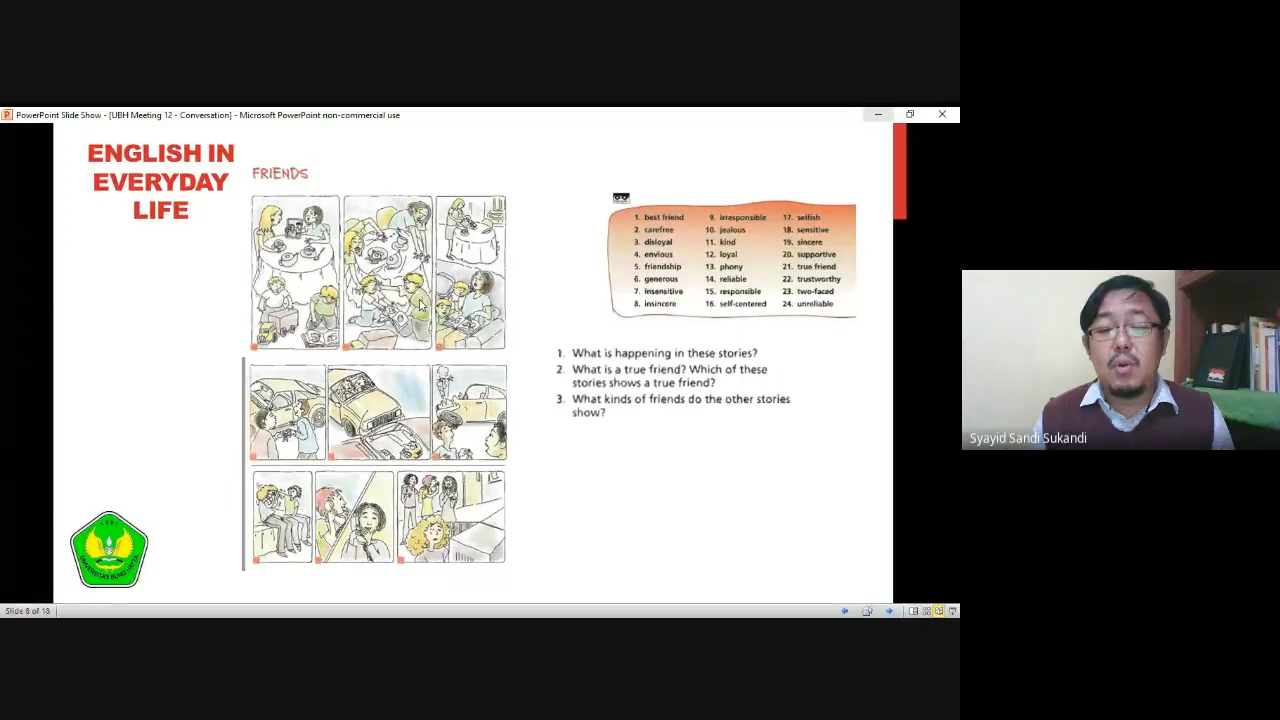 PowerPoint Slide Show - [UBH Meeting 12 - Conversation] - Microsoft PowerPoint non-commercial use
ENGLISH IN
EVERYDAY
LIFE
FRIENDS
1. best friend
2. carefree
3. disloyal
4. envious
5. friendship
6. generous
7. insensitive
8. insincere
9. irresponsible
10. jealous
11. kind
12. loyal
13. phony
14. reliable
15. responsible
16. self-centered
17. selfish
18. sensitive
19. sincere
20. supportive
21. true friend
22. trustworthy
23. two-faced
24. unreliable
1. What is happening in these stories?
2. What is a true friend? Which of these
stories shows a true friend?
3. What kinds of friends do the other stories
show?
Syayid Sandi Sukandi
1981
UNIVERSITAS BUNG HATTA
Slide 8 of 18